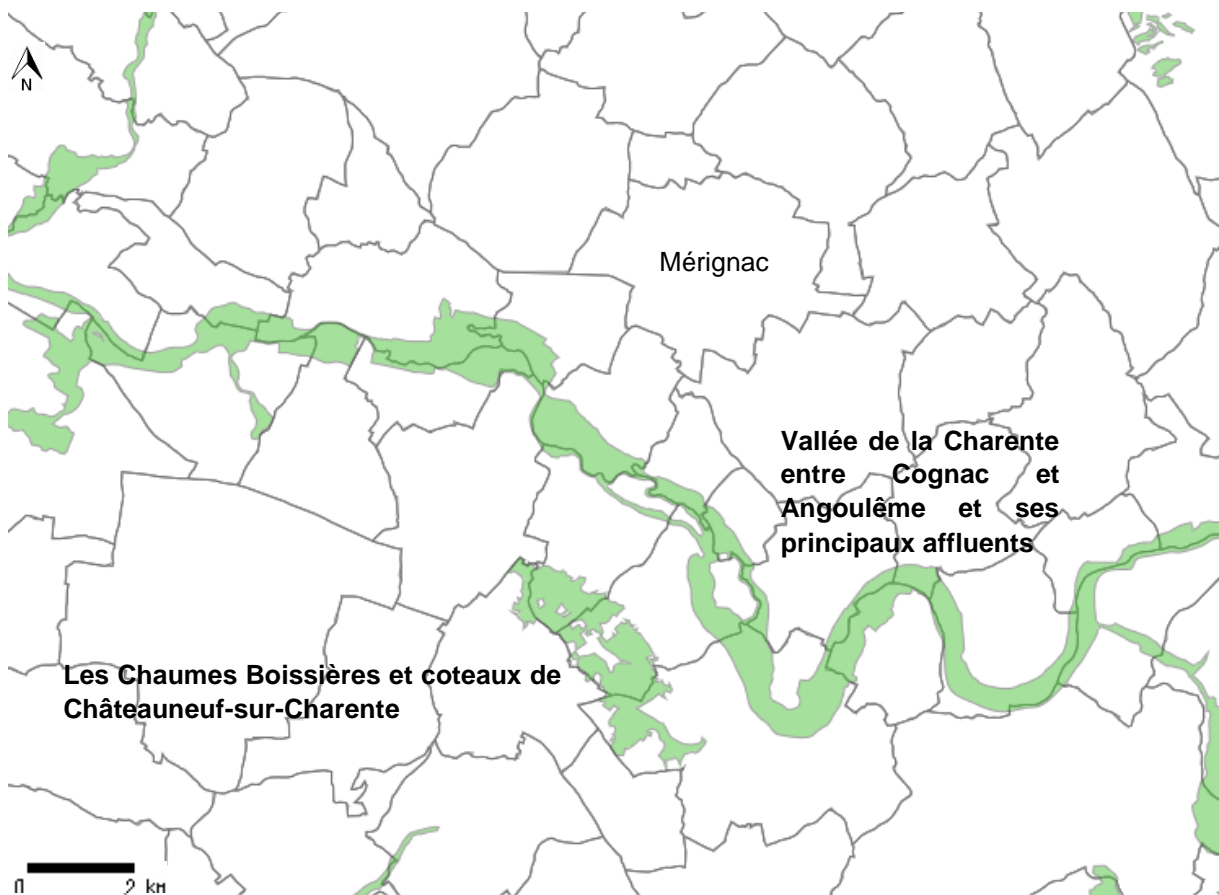 N
Mérignac
Vallée de la Charente
entre Cognac et
Angoulême et ses
principaux affluents
Les Chaumes Boissières et coteaux de
Châteauneuf-sur-Charente
0 2 km